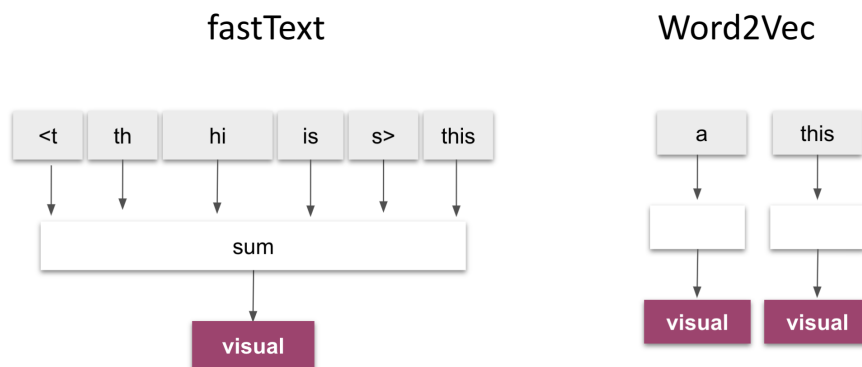 fastText
Word2Vec
<t th hi is s> this
a this
sum
visual
visual visual